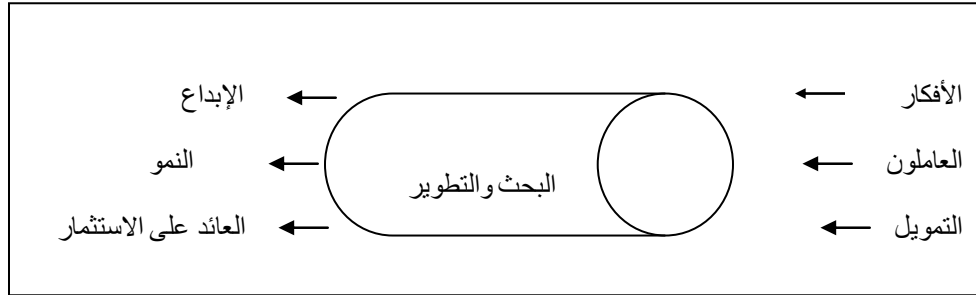 الأفكار
الإبداع
العاملون
النمو
البحث والتطوير
التمويل
العائد على الاستثمار